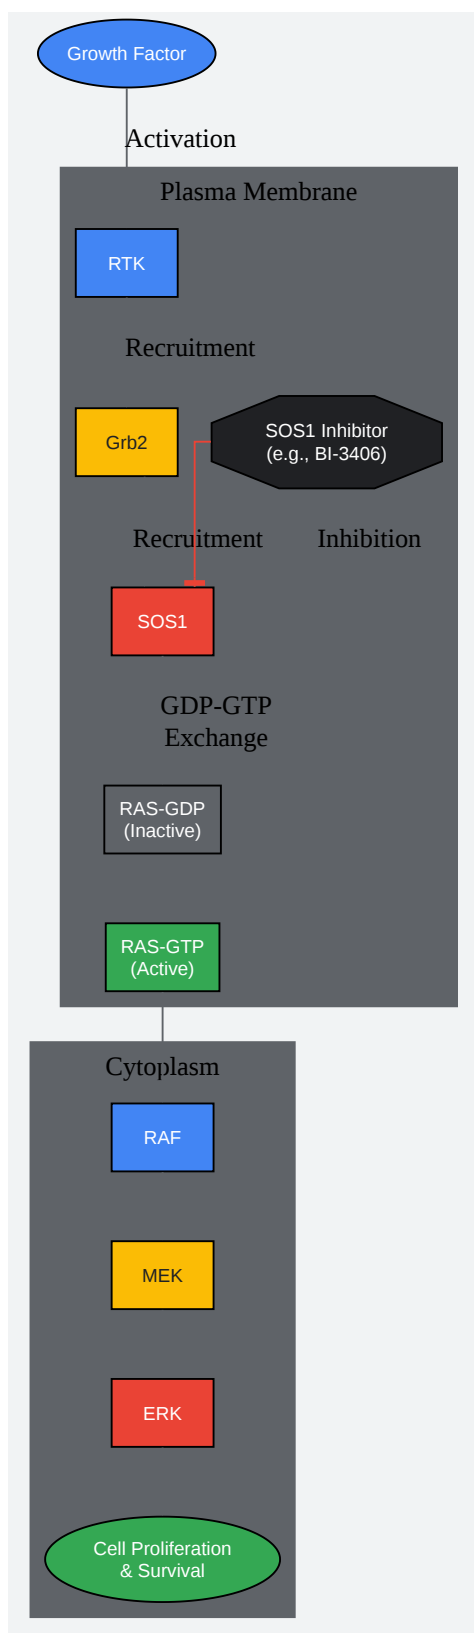 Growth Factor
Activation
Plasma Membrane
RTK
Recruitment
Grb2
SOS1 Inhibitor
(e.g., BI-3406)
Recruitment
Inhibition
SOS1
GDP-GTP
Exchange
RAS-GDP
(Inactive)
RAS-GTP
(Active)
Cytoplasm
RAF
MEK
ERK
Cell Proliferation
& Survival